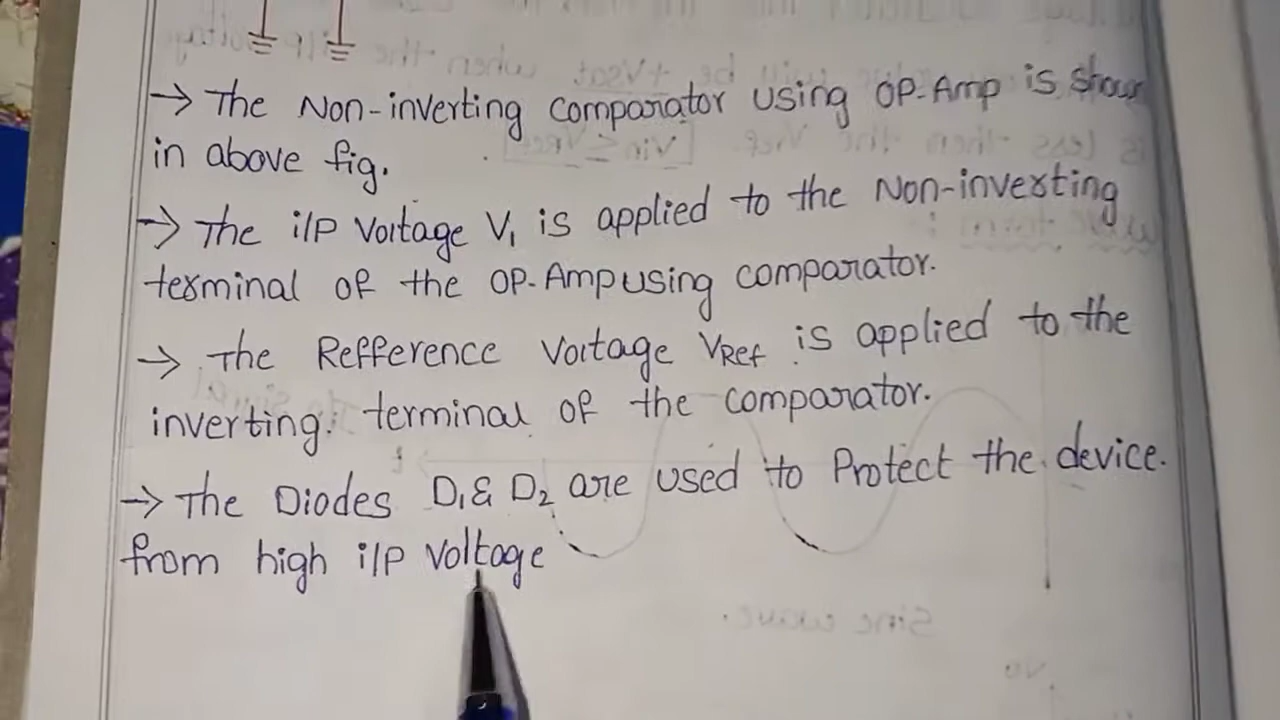 → The Non-inverting comparator using OP-Amp is show
in above fig.
→ The i/p Voltage V₁ is applied to the Non-inverting
terminal of the OP-Amp using comparator.
→ The Refference Voltage VRef is applied to the
inverting. terminal of the comparator.
→ The Diodes D₁ & D₂ are used to Protect the device.
from high i/p voltage